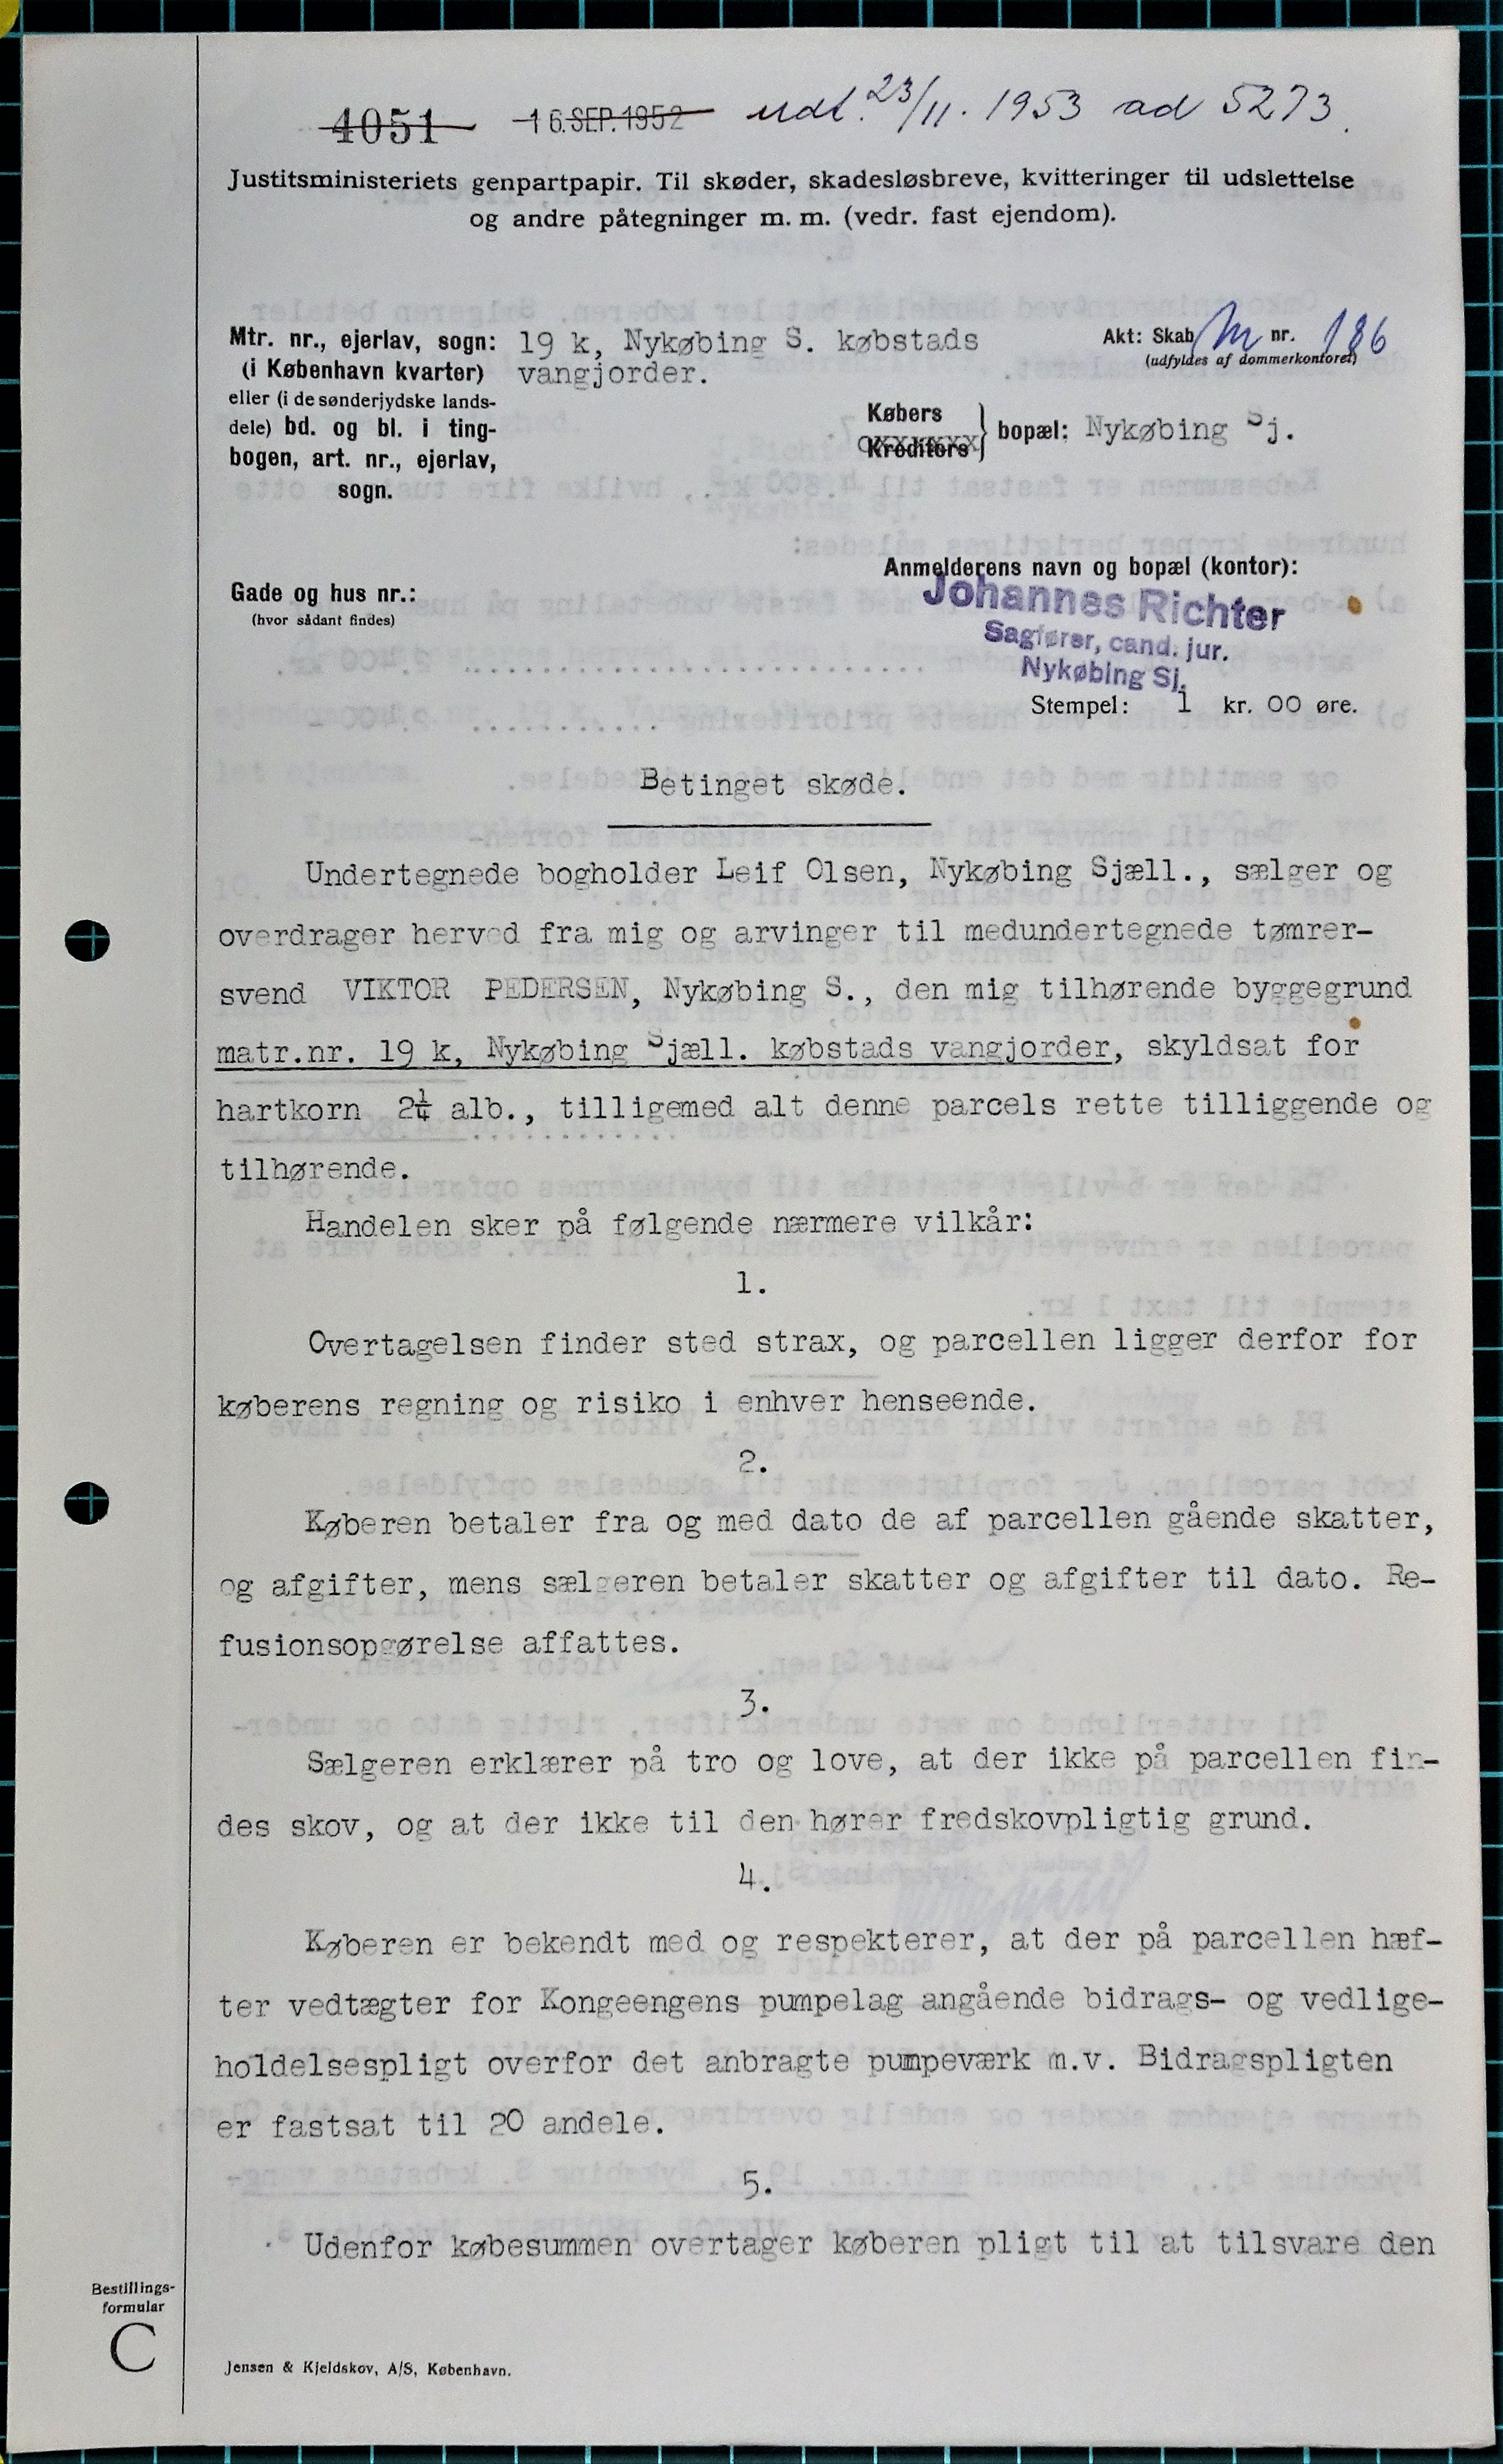 4051 16.SEP.1952 udt. 23/11. 1953 ad 5273.
Justitsministeriets genpartpapir. Til skøder, skadesløsbreve, kvitteringer til udslettelse
og andre påtegninger m. m. (vedr. fast ejendom).
Mtr. nr., ejerlav, sogn: 19 k, Nykøbing S. købstads
(i København kvarter) vangjorder.
eller (i de sønderjydske lands-
dele) bd. og bl. i ting-
bogen, art. nr., ejerlav,
sogn.
Akt: Skab M nr. 186
(udfyldes af dommerkontoret)
Købers
Kreditors
bopæl: Nykøbing Sj.
Gade og hus nr.:
(hvor sådant findes)
Anmelderens navn og bopæl (kontor):
Johannes Richter
Sagfører, cand. jur.
Nykøbing Sj.
Stempel: 1 kr. 00 øre.
Betinget skøde.
Undertegnede bogholder Leif Olsen, Nykøbing Sjæll., sælger og
overdrager herved fra mig og arvinger til medundertegnede tømrer-
svend VIKTOR PEDERSEN, Nykøbing S., den mig tilhørende byggegrund
matr.nr. 19 k, Nykøbing Sjæll. købstads vangjorder, skyldsat for
hartkorn 2¼ alb., tilligemed alt denne parcels rette tilliggende og
tilhørende.
Handelen sker på følgende nærmere vilkår:
1.
Overtagelsen finder sted strax, og parcellen ligger derfor for
køberens regning og risiko i enhver henseende.
2.
Køberen betaler fra og med dato de af parcellen gående skatter,
og afgifter, mens sælgeren betaler skatter og afgifter til dato. Re-
fusionsopgørelse affattes.
3.
Sælgeren erklærer på tro og love, at der ikke på parcellen fin-
des skov, og at der ikke til den hører fredskovpligtig grund.
4.
Køberen er bekendt med og respekterer, at der på parcellen hæf-
ter vedtægter for Kongeengens pumpelag angående bidrags- og vedlige-
holdelsespligt overfor det anbragte pumpeværk m.v. Bidragspligten
er fastsat til 20 andele.
5.
Udenfor købesummen overtager køberen pligt til at tilsvare den
Bestillings-
formular
C
Jensen & Kjeldskov, A/S, København.